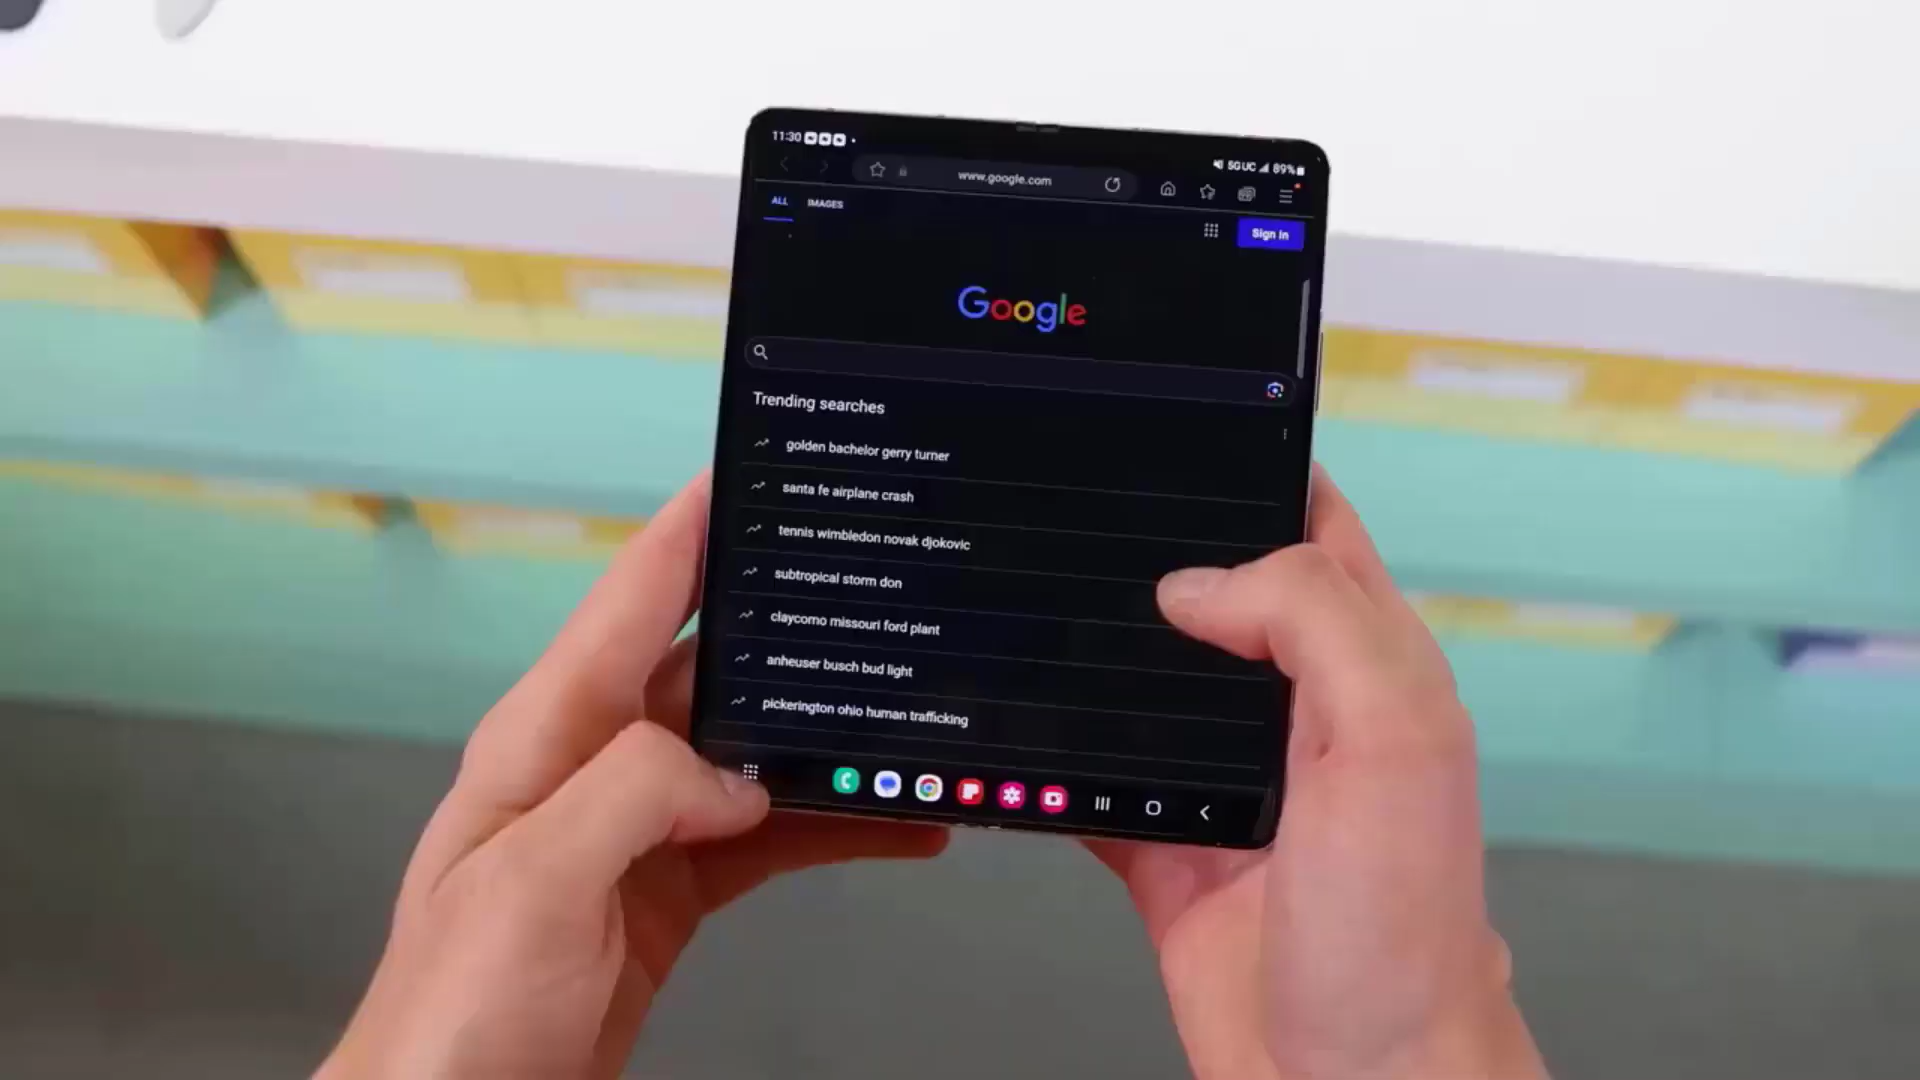 11:30
5G UC 89%
www.google.com
ALL IMAGES
Sign in
Google
Trending searches
golden bachelor gerry turner
santa fe airplane crash
tennis wimbledon novak djokovic
subtropical storm don
claycomo missouri ford plant
anheuser busch bud light
pickerington ohio human trafficking